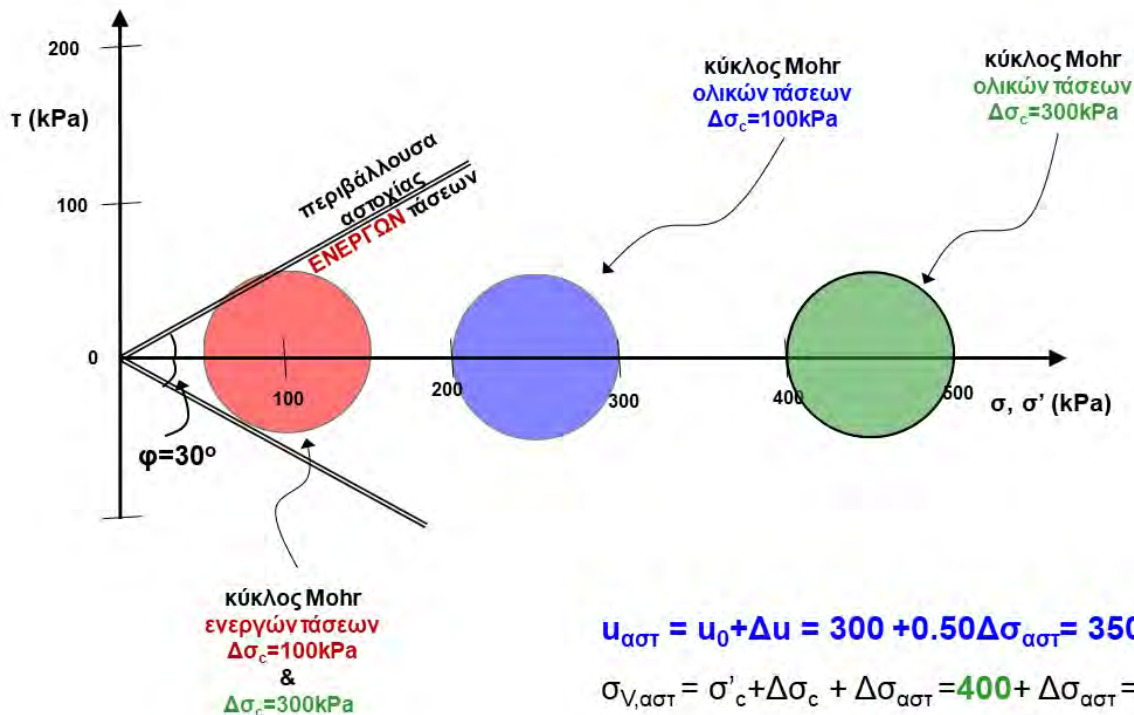 200
τ (kPa)
100
0
περιβάλλουσα
αστοχίας
ΕΝΕΡΓΩΝ τάσεων
φ=30º
κύκλος Mohr
ολικών τάσεων
Δσc=100kPa
κύκλος Mohr
ολικών τάσεων
Δσc=300kPa
100
200
300
400
500
σ, σ’ (kPa)
κύκλος Mohr
ενεργών τάσεων
Δσc=100kPa
&
Δσc=300kPa
uαστ = u0+Δu = 300 +0.50Δσαστ= 350
σV,αστ = σ’c+Δσc + Δσαστ =400+ Δσαστ =